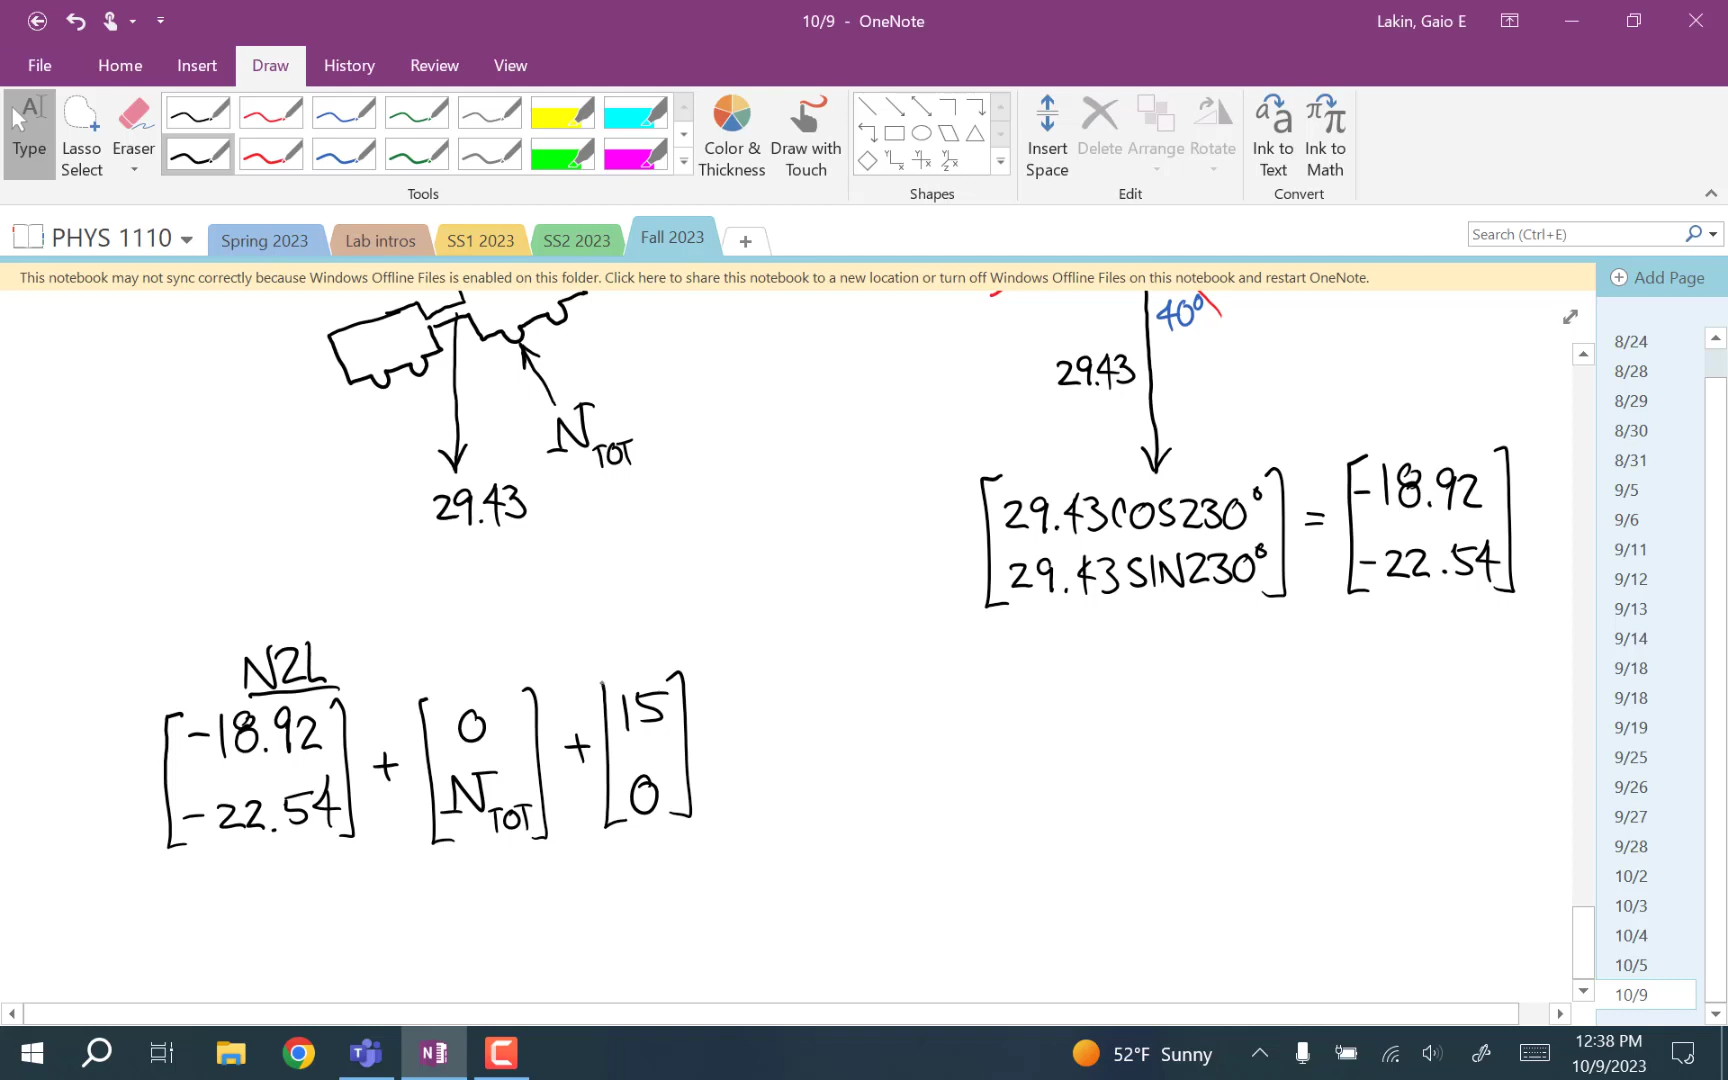 10/9 - OneNote
Lakin, Gaio E
File Home Insert Draw History Review View
Type
Lasso Select
Eraser
Color & Thickness
Draw with Touch
Insert Space
Delete Arrange Rotate
Ink to Text
Ink to Math
Tools Shapes Edit Convert
PHYS 1110 Spring 2023 Lab intros SS1 2023 SS2 2023 Fall 2023
Search (Ctrl+E)
This notebook may not sync correctly because Windows Offline Files is enabled on this folder. Click here to share this notebook to a new location or turn off Windows Offline Files on this notebook and restart OneNote.
Add Page
40°
29.43
N TOT
29.43
[29.43COS230°] = [-18.92]
[29.43SIN230°] [-22.54]
N2L
[-18.92] + [0] + [15]
[-22.54] [N TOT] [0]
8/24
8/28
8/29
8/30
8/31
9/5
9/6
9/11
9/12
9/13
9/14
9/18
9/18
9/19
9/25
9/26
9/27
9/28
10/2
10/3
10/4
10/5
10/9
52°F Sunny
12:38 PM
10/9/2023